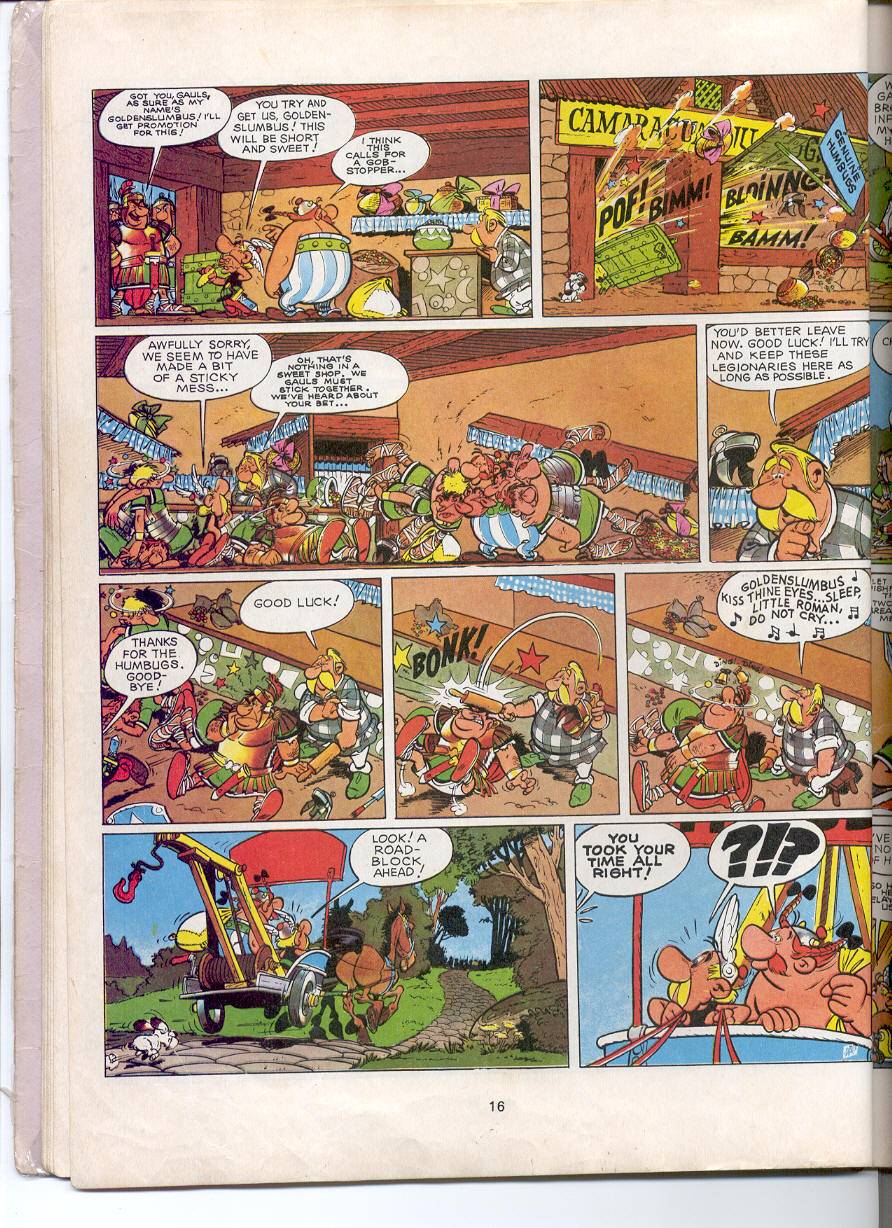 GOT YOU, GAULS,
AS SURE AS MY
NAME'S
GOLDENSLUMBUS! I'LL
GET PROMOTION
FOR THIS!
YOU TRY AND
GET US, GOLDEN-
SLUMBUS! THIS
WILL BE SHORT
AND SWEET!
I THINK
THIS
CALLS FOR
A GOB-
STOPPER...
GENUINE
HUMBUGS
POF!
BIMM!
BLOINNG
BAMM!
AWFULLY SORRY,
WE SEEM TO HAVE
MADE A BIT
OF A STICKY
MESS...
OH, THAT'S
NOTHING IN A
SWEET SHOP. WE
GAULS MUST
STICK TOGETHER.
WE'VE HEARD ABOUT
YOUR BET...
YOU'D BETTER LEAVE
NOW. GOOD LUCK! I'LL TRY
AND KEEP THESE
LEGIONARIES HERE AS
LONG AS POSSIBLE.
THANKS
FOR THE
HUMBUGS.
GOOD-
BYE!
GOOD LUCK!
BONK!
GOLDENSLUMBUS
KISS THINE EYES...SLEEP,
LITTLE ROMAN,
DO NOT CRY...
DING! DING!
LOOK! A
ROAD-
BLOCK
AHEAD!
YOU
TOOK YOUR
TIME ALL
RIGHT!
?!?
16